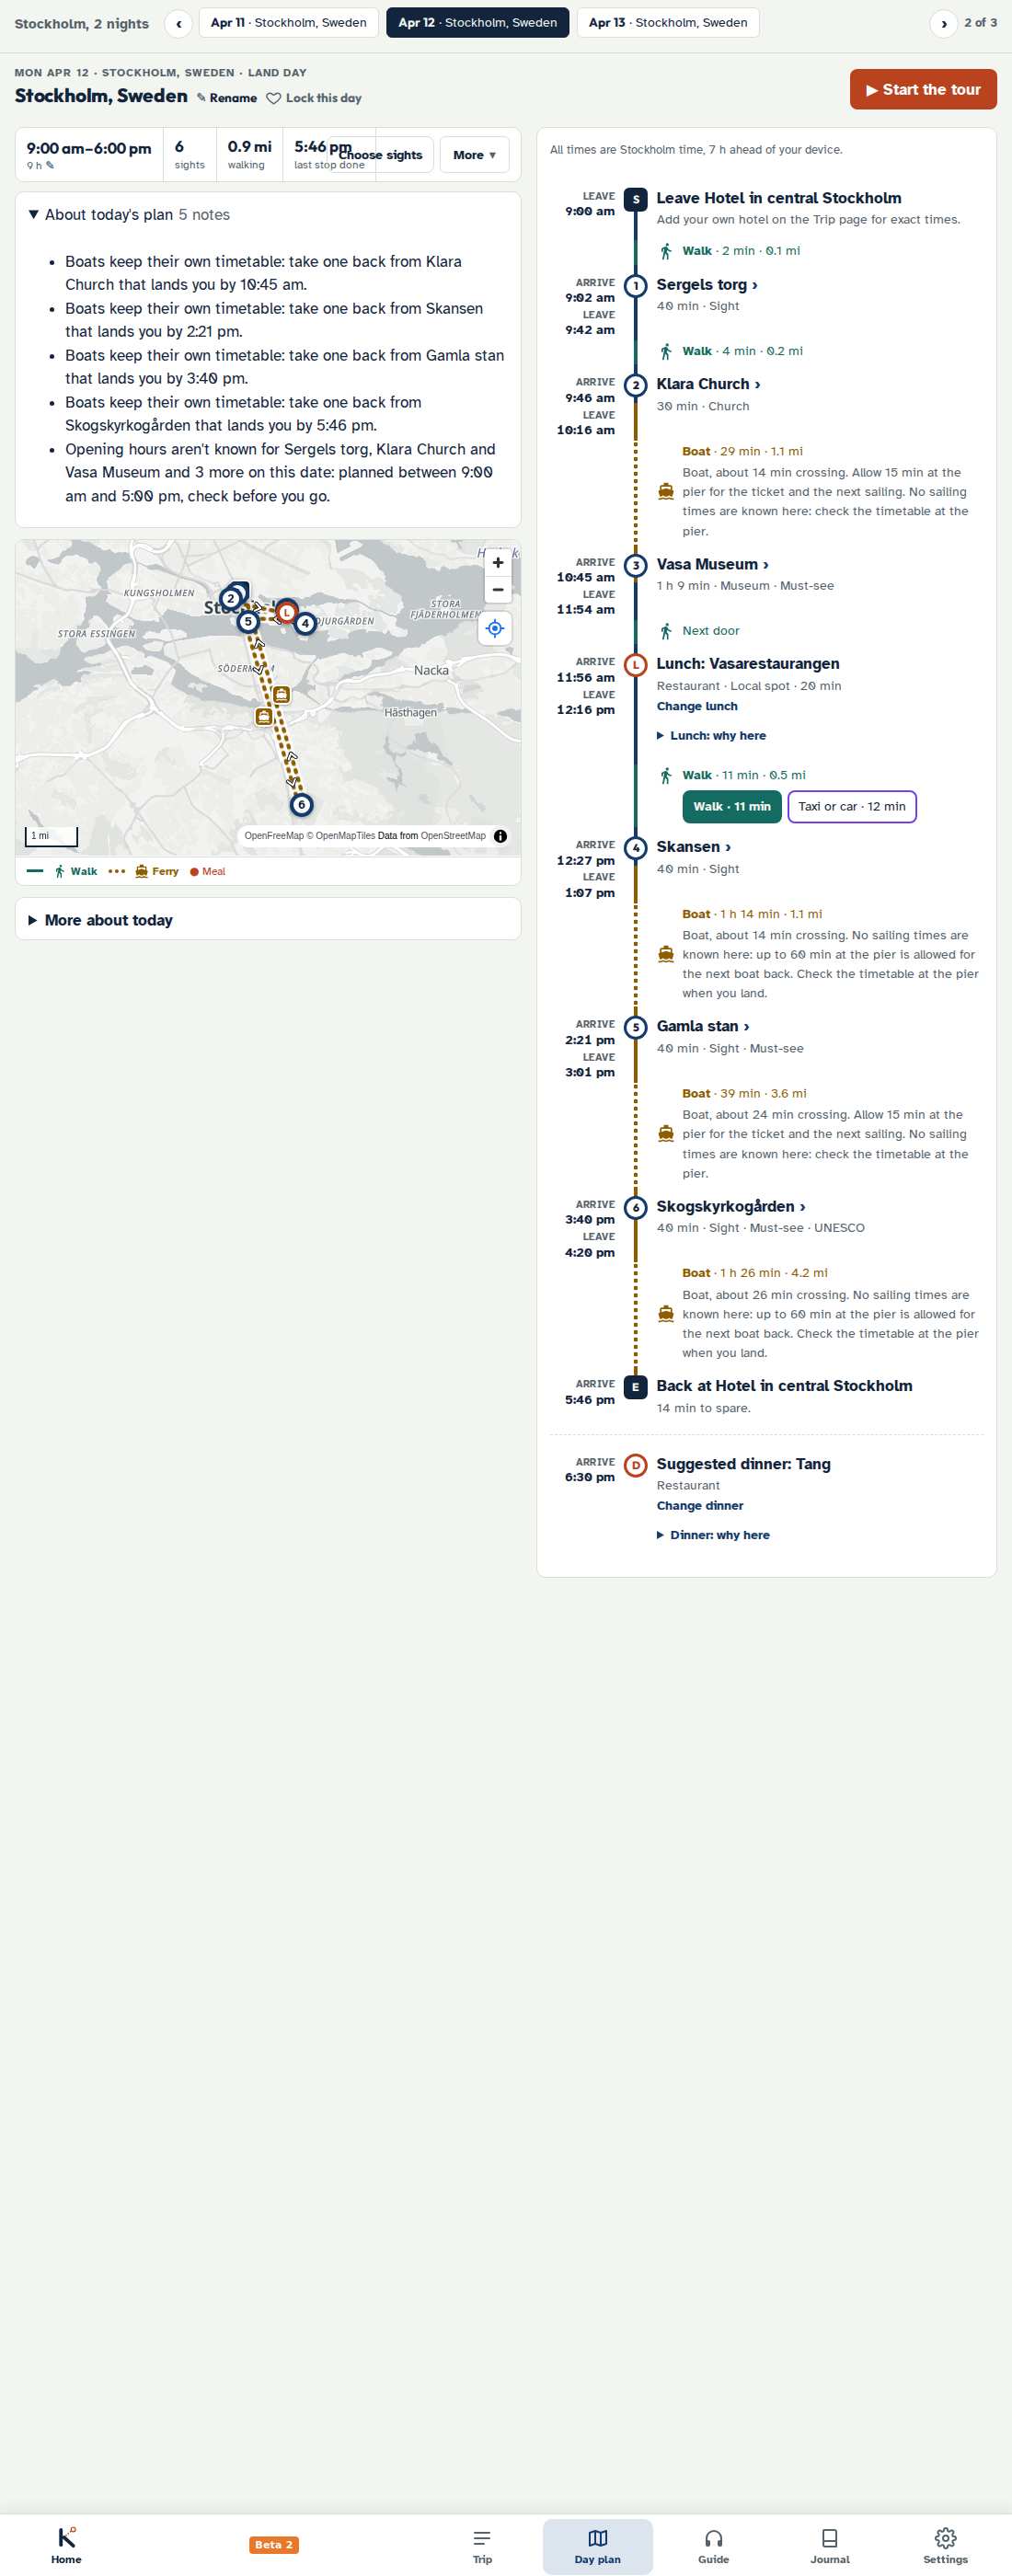 Stockholm, 2 nights
‹
Apr 11 · Stockholm, Sweden
Apr 12 · Stockholm, Sweden
Apr 13 · Stockholm, Sweden
›
2 of 3
MON APR 12 · STOCKHOLM, SWEDEN · LAND DAY
Stockholm, Sweden
✎ Rename
Lock this day
▶ Start the tour
9:00 am–6:00 pm
9 h ✎
6
sights
0.9 mi
walking
5:46 pm
last stop done
Choose sights
More ▾
▼ About today's plan 5 notes
• Boats keep their own timetable: take one back from Klara
Church that lands you by 10:45 am.
• Boats keep their own timetable: take one back from Skansen
that lands you by 2:21 pm.
• Boats keep their own timetable: take one back from Gamla stan
that lands you by 3:40 pm.
• Boats keep their own timetable: take one back from
Skogskyrkogården that lands you by 5:46 pm.
• Opening hours aren't known for Sergels torg, Klara Church and
Vasa Museum and 3 more on this date: planned between 9:00
am and 5:00 pm, check before you go.
KUNGSHOLMEN
STORA ESSINGEN
STORA
FJÄDERHOLMEN
DJURGÅRDEN
Nacka
Hästhagen
2
5
L
4
6
+
−
1 mi
OpenFreeMap © OpenMapTiles Data from OpenStreetMap
Walk
Ferry
Meal
▶ More about today
All times are Stockholm time, 7 h ahead of your device.
LEAVE
9:00 am
S
Leave Hotel in central Stockholm
Add your own hotel on the Trip page for exact times.
Walk · 2 min · 0.1 mi
ARRIVE
9:02 am
LEAVE
9:42 am
1
Sergels torg ›
40 min · Sight
Walk · 4 min · 0.2 mi
ARRIVE
9:46 am
LEAVE
10:16 am
2
Klara Church ›
30 min · Church
Boat · 29 min · 1.1 mi
Boat, about 14 min crossing. Allow 15 min at the
pier for the ticket and the next sailing. No sailing
times are known here: check the timetable at the
pier.
ARRIVE
10:45 am
LEAVE
11:54 am
3
Vasa Museum ›
1 h 9 min · Museum · Must-see
Next door
ARRIVE
11:56 am
LEAVE
12:16 pm
L
Lunch: Vasarestaurangen
Restaurant · Local spot · 20 min
Change lunch
▶ Lunch: why here
Walk · 11 min · 0.5 mi
Walk · 11 min
Taxi or car · 12 min
ARRIVE
12:27 pm
LEAVE
1:07 pm
4
Skansen ›
40 min · Sight
Boat · 1 h 14 min · 1.1 mi
Boat, about 14 min crossing. No sailing times are
known here: up to 60 min at the pier is allowed for
the next boat back. Check the timetable at the pier
when you land.
ARRIVE
2:21 pm
LEAVE
3:01 pm
5
Gamla stan ›
40 min · Sight · Must-see
Boat · 39 min · 3.6 mi
Boat, about 24 min crossing. Allow 15 min at the
pier for the ticket and the next sailing. No sailing
times are known here: check the timetable at the
pier.
ARRIVE
3:40 pm
LEAVE
4:20 pm
6
Skogskyrkogården ›
40 min · Sight · Must-see · UNESCO
Boat · 1 h 26 min · 4.2 mi
Boat, about 26 min crossing. No sailing times are
known here: up to 60 min at the pier is allowed for
the next boat back. Check the timetable at the pier
when you land.
ARRIVE
5:46 pm
E
Back at Hotel in central Stockholm
14 min to spare.
ARRIVE
6:30 pm
D
Suggested dinner: Tang
Restaurant
Change dinner
▶ Dinner: why here
Home
Beta 2
Trip
Day plan
Guide
Journal
Settings